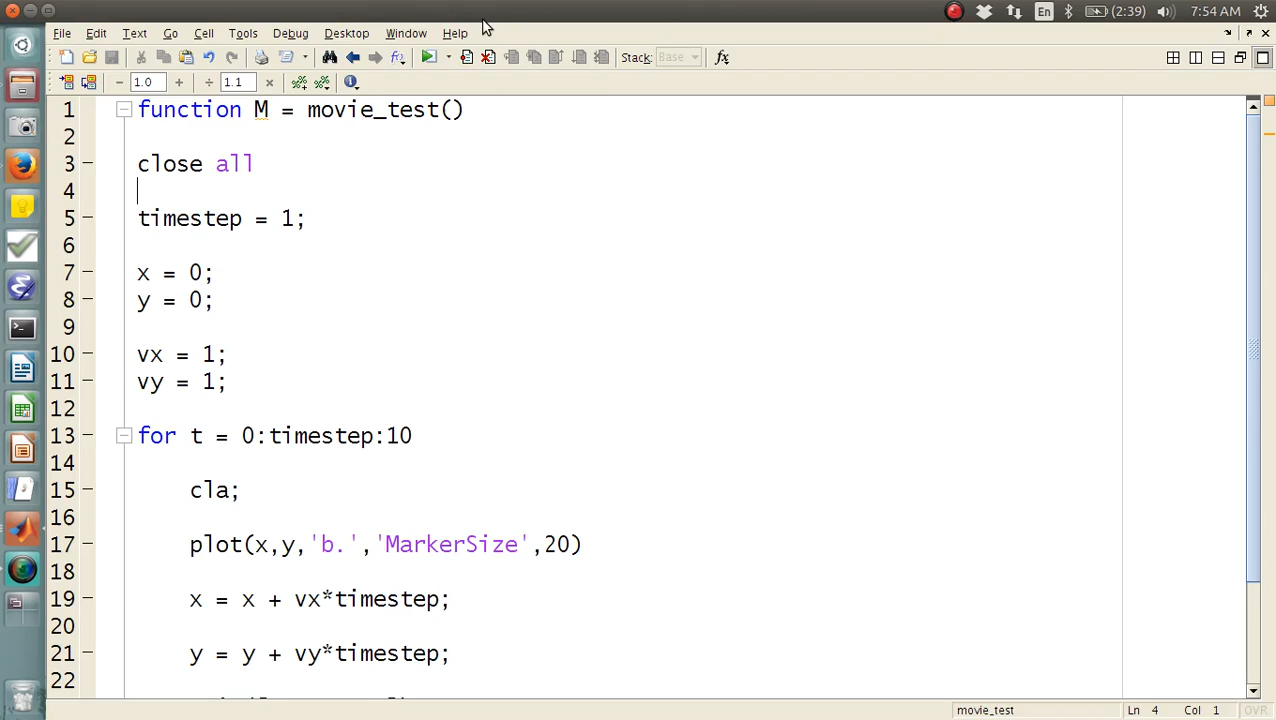 En (2:39) 7:54 AM
File Edit Text Go Cell Tools Debug Desktop Window Help
Stack: Base fx
1.0 1.1
1 function M = movie_test()
2
3 close all
4
5 timestep = 1;
6
7 x = 0;
8 y = 0;
9
10 vx = 1;
11 vy = 1;
12
13 for t = 0:timestep:10
14
15 cla;
16
17 plot(x,y,'b.','MarkerSize',20)
18
19 x = x + vx*timestep;
20
21 y = y + vy*timestep;
22
movie_test Ln 4 Col 1 OVR